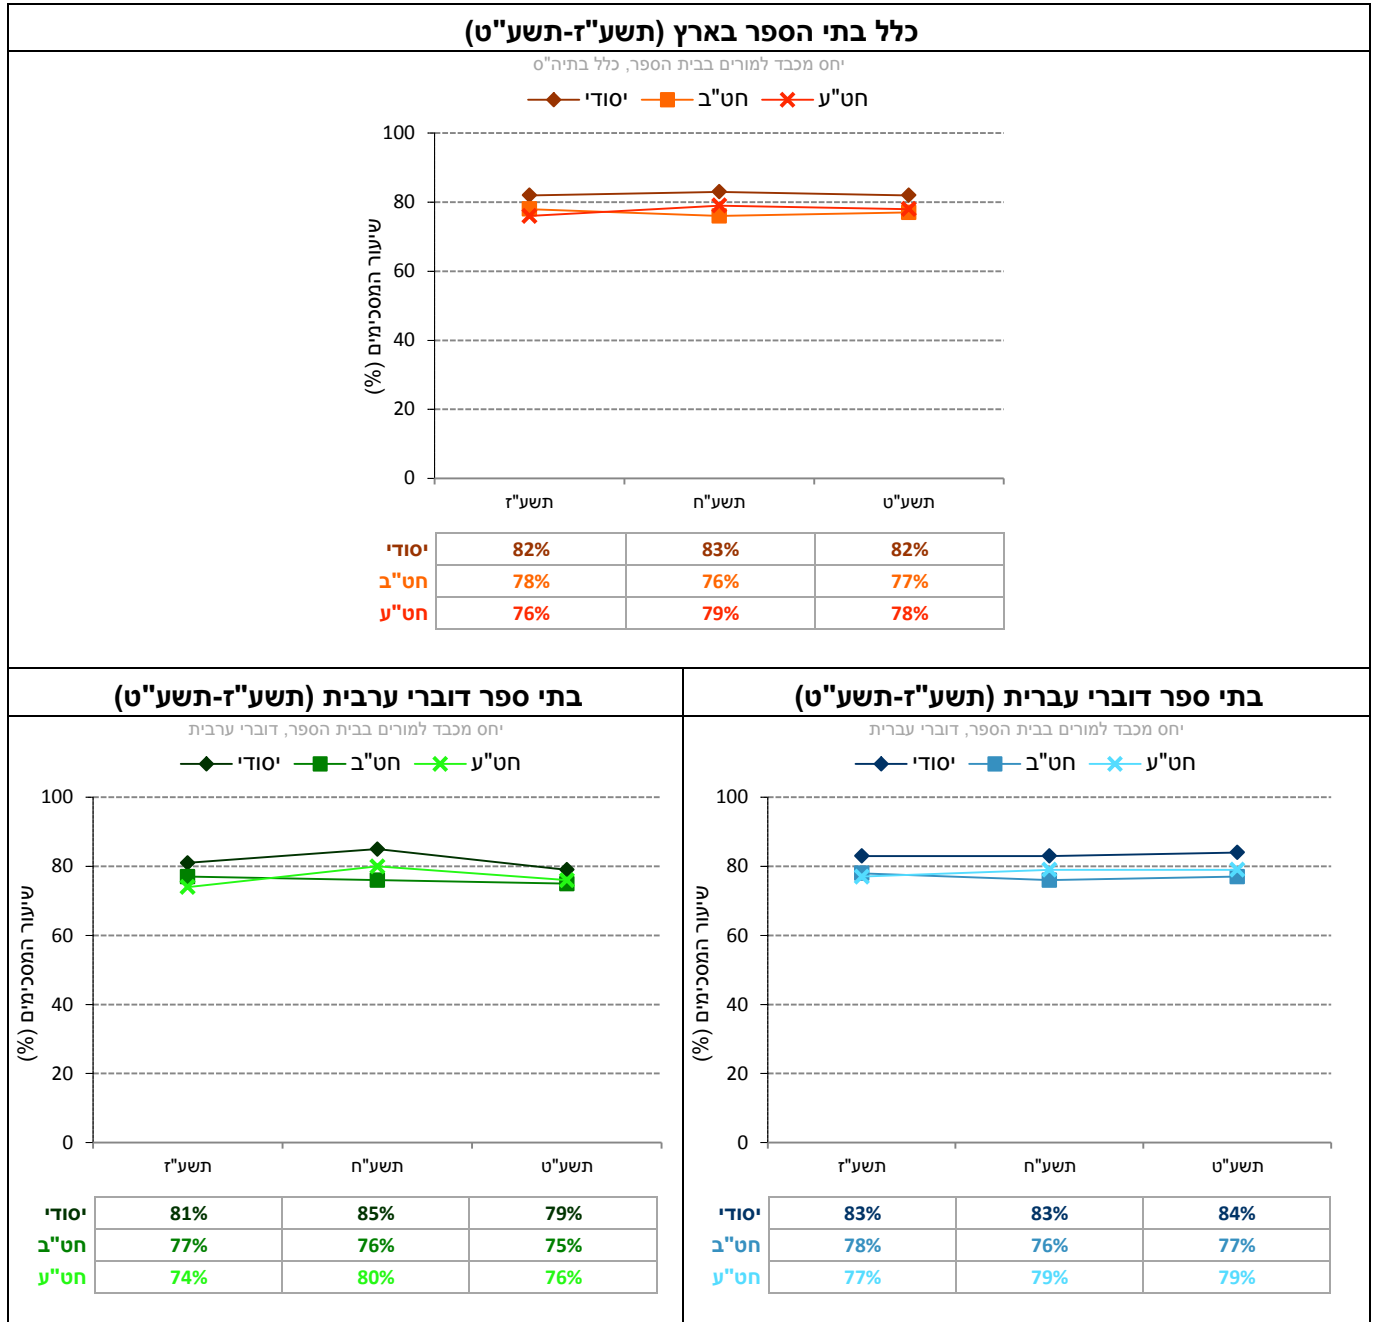 כלל בתי הספר בארץ (תשע"ז-תשע"ט)
יחס מכבד למורים בבית הספר, כלל בתיה"ס
יסודי חט"ב חט"ע
שיעור המסכימים (%)
100
80
60
40
20
0
תשע"ז תשע"ח תשע"ט
יסודי 82% 83% 82%
חט"ב 78% 76% 77%
חט"ע 76% 79% 78%
בתי ספר דוברי עברית (תשע"ז-תשע"ט)
יחס מכבד למורים בבית הספר, דוברי עברית
יסודי חט"ב חט"ע
שיעור המסכימים (%)
100
80
60
40
20
0
תשע"ז תשע"ח תשע"ט
יסודי 83% 83% 84%
חט"ב 78% 76% 77%
חט"ע 77% 79% 79%
בתי ספר דוברי ערבית (תשע"ז-תשע"ט)
יחס מכבד למורים בבית הספר, דוברי ערבית
יסודי חט"ב חט"ע
שיעור המסכימים (%)
100
80
60
40
20
0
תשע"ז תשע"ח תשע"ט
יסודי 81% 85% 79%
חט"ב 77% 76% 75%
חט"ע 74% 80% 76%